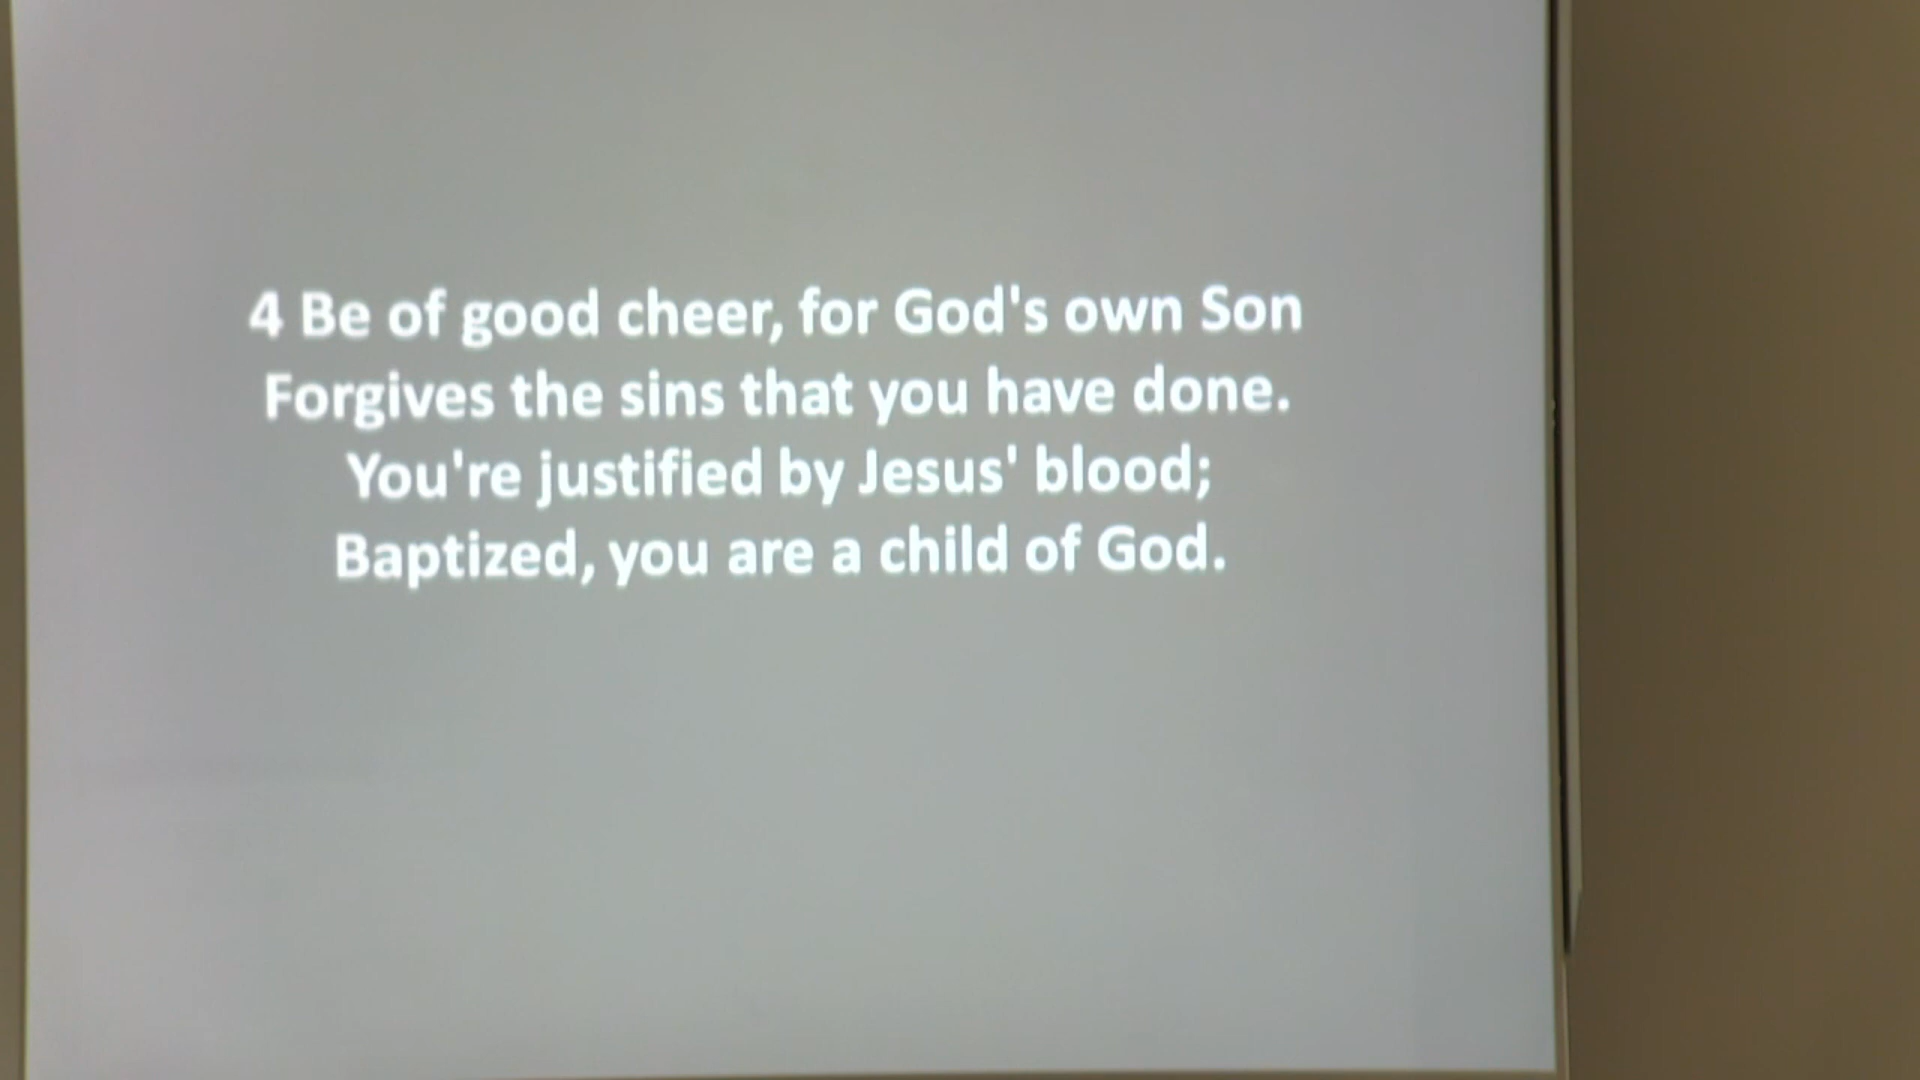 4 Be of good cheer, for God's own Son
Forgives the sins that you have done.
You're justified by Jesus' blood;
Baptized, you are a child of God.